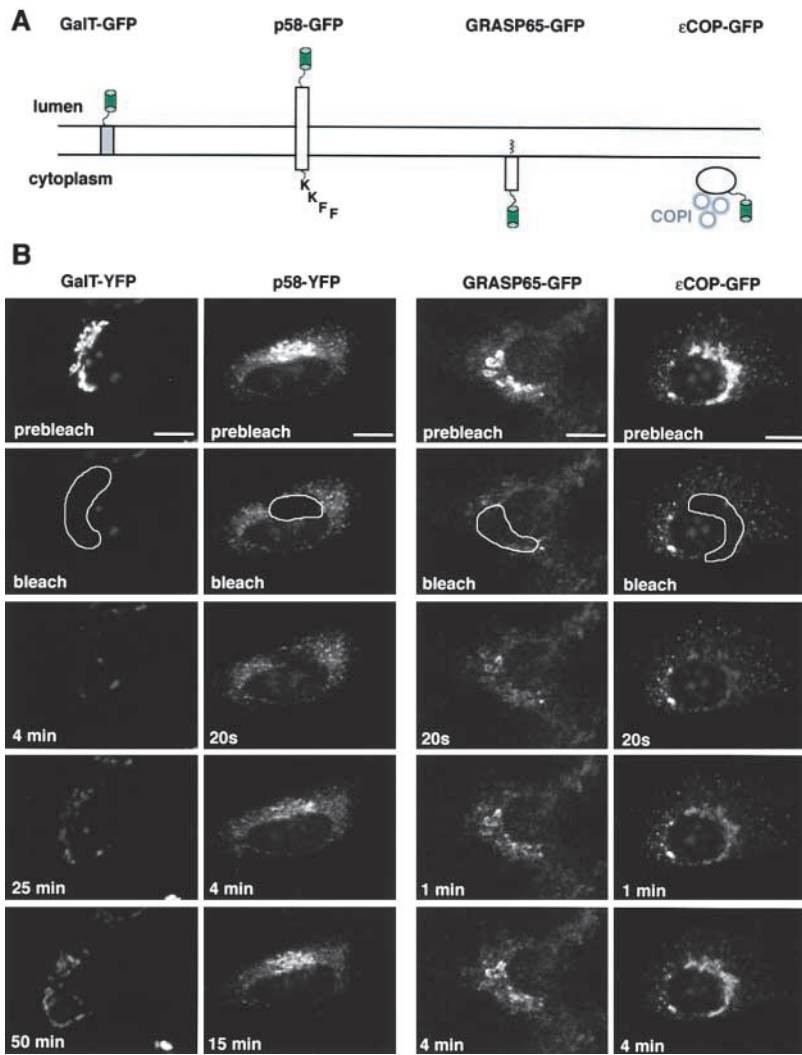 A
GalT-GFP p58-GFP GRASP65-GFP εCOP-GFP
lumen
cytoplasm
K
K
F
F
COPI
B
GalT-YFP p58-YFP GRASP65-GFP εCOP-GFP
prebleach prebleach prebleach prebleach
bleach bleach bleach bleach
4 min 20s 20s 20s
25 min 4 min 1 min 1 min
50 min 15 min 4 min 4 min